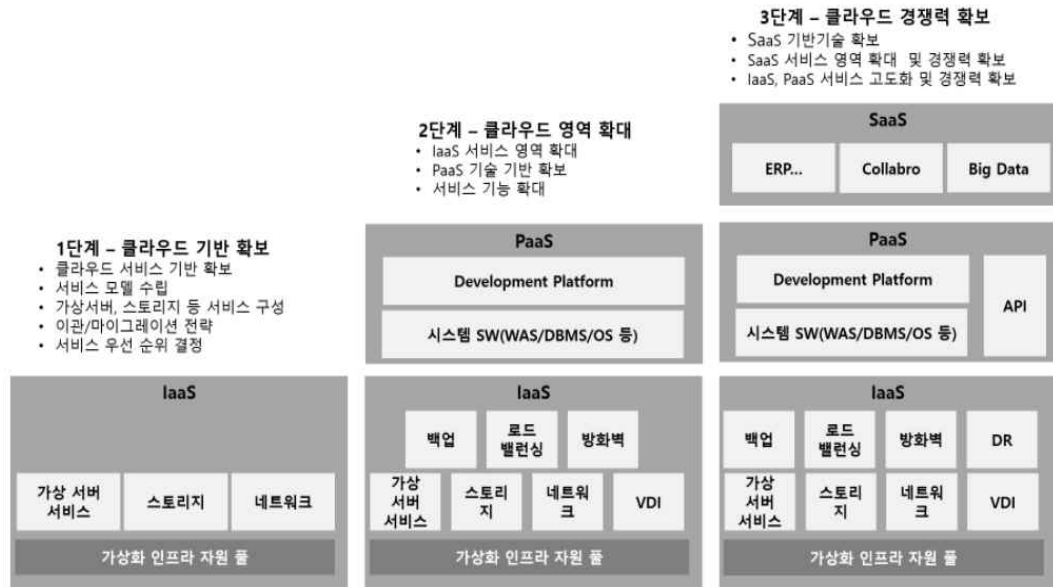 3단계 – 클라우드 경쟁력 확보
• SaaS 기반기술 확보
• SaaS 서비스 영역 확대 및 경쟁력 확보
• IaaS, PaaS 서비스 고도화 및 경쟁력 확보
SaaS
ERP...
Collabro
Big Data
2단계 – 클라우드 영역 확대
• IaaS 서비스 영역 확대
• PaaS 기술 기반 확보
• 서비스 기능 확대
PaaS
Development Platform
시스템 SW(WAS/DBMS/OS 등)
PaaS
Development Platform
시스템 SW(WAS/DBMS/OS 등)
API
1단계 – 클라우드 기반 확보
• 클라우드 서비스 기반 확보
• 서비스 모델 수립
• 가상서버, 스토리지 등 서비스 구성
• 이관/마이그레이션 전략
• 서비스 우선 순위 결정
IaaS
가상 서버
서비스
스토리지
네트워크
가상화 인프라 자원 풀
IaaS
백업
로드
밸런싱
방화벽
가상
서버
서비스
스토리
지
네트워
크
VDI
가상화 인프라 자원 풀
IaaS
백업
로드
밸런싱
방화벽
DR
가상
서버
서비스
스토리
지
네트워
크
VDI
가상화 인프라 자원 풀